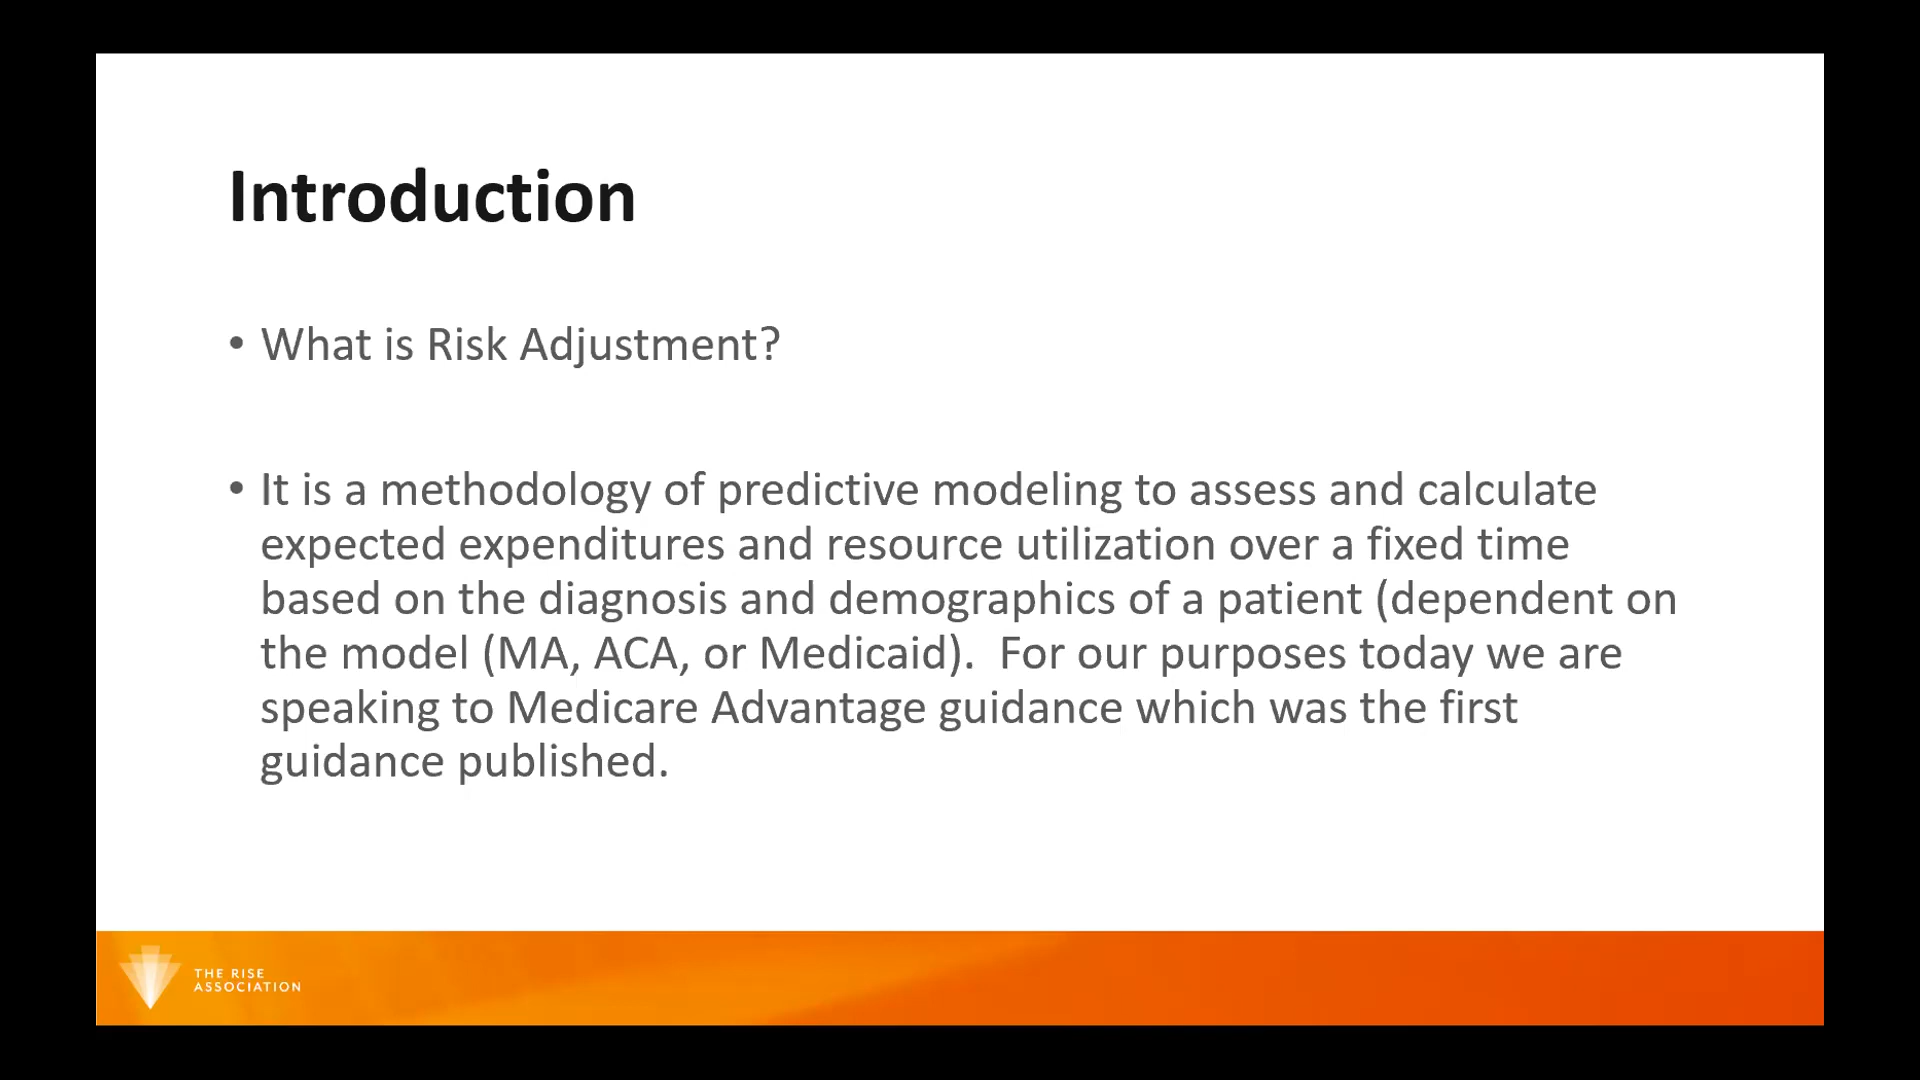 Introduction
• What is Risk Adjustment?
• It is a methodology of predictive modeling to assess and calculate
expected expenditures and resource utilization over a fixed time
based on the diagnosis and demographics of a patient (dependent on
the model (MA, ACA, or Medicaid).  For our purposes today we are
speaking to Medicare Advantage guidance which was the first
guidance published.
THE RISE
ASSOCIATION